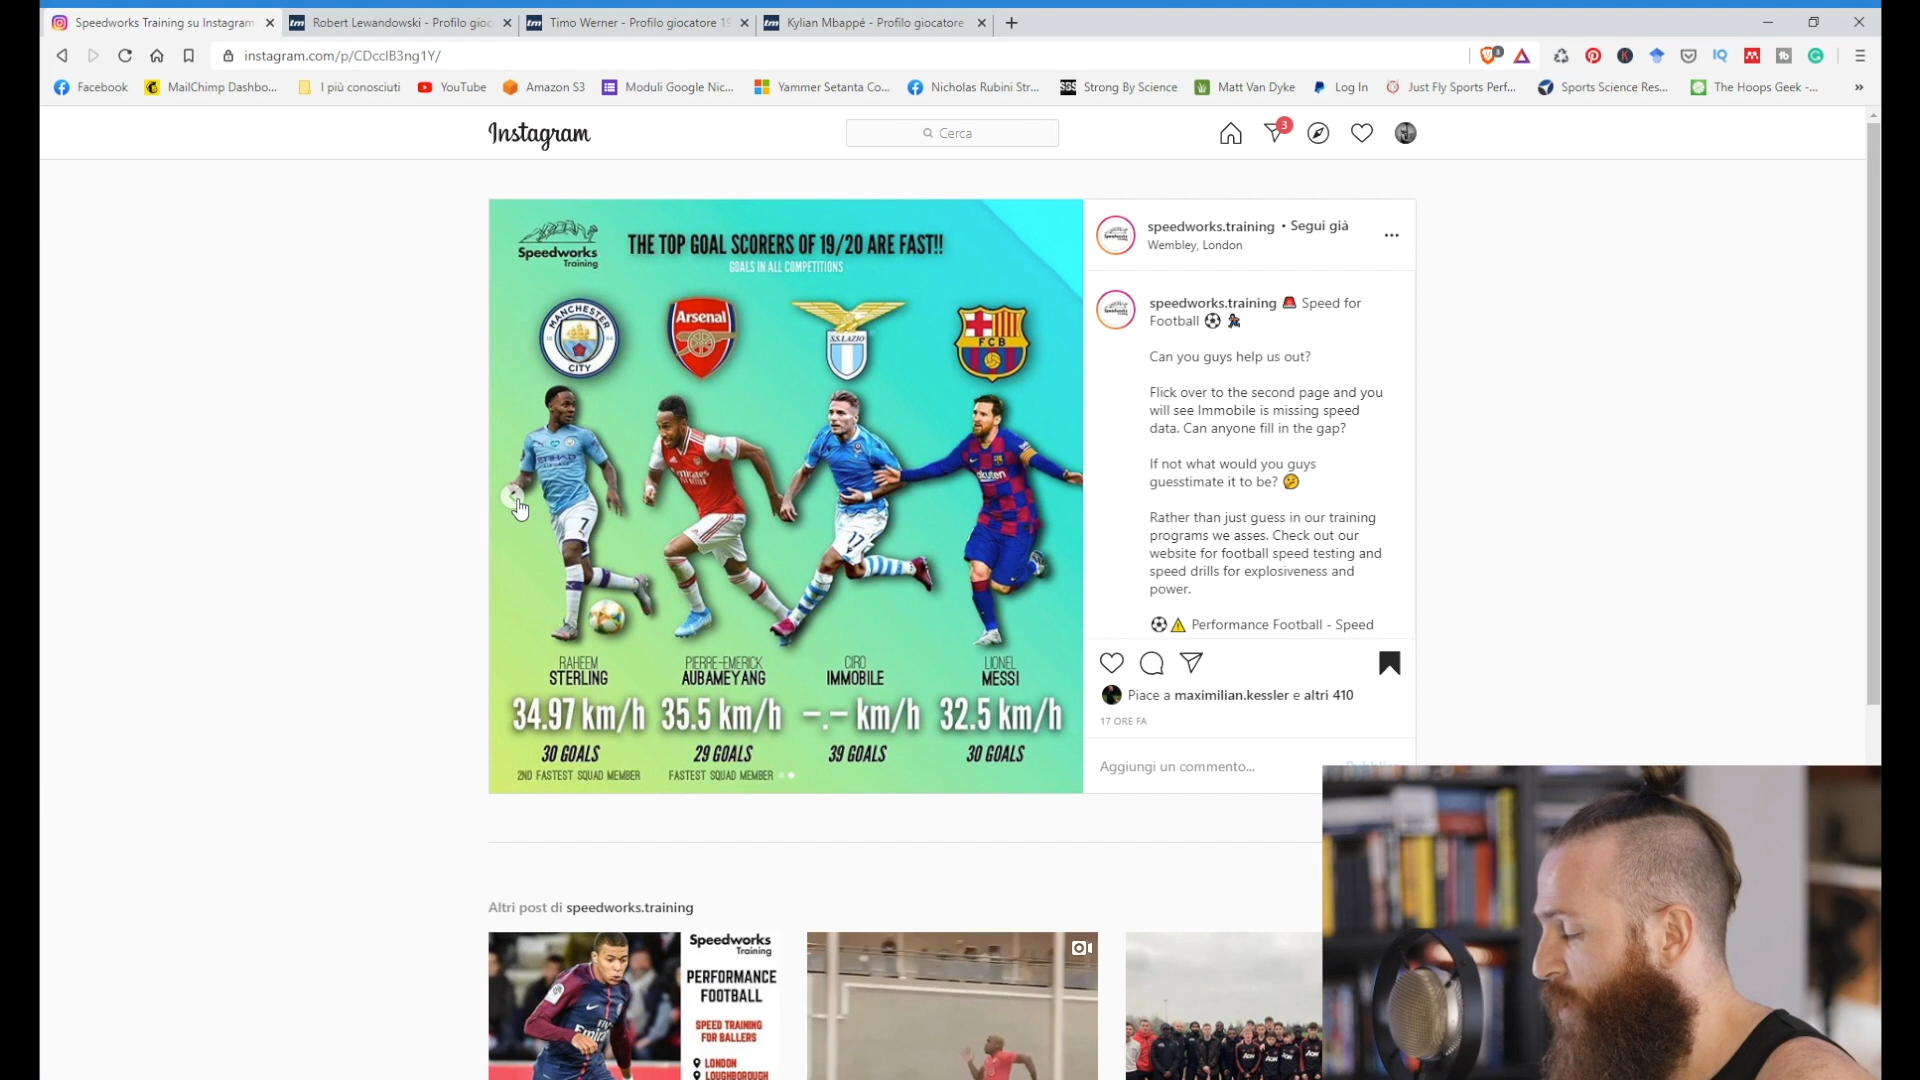 Speedworks Training su Instagram
Robert Lewandowski - Profilo gioc
Timo Werner - Profilo giocatore 19
Kylian Mbappé - Profilo giocatore
instagram.com/p/CDcclB3ng1Y/
Facebook
MailChimp Dashbo...
I più conosciuti
YouTube
Amazon S3
Moduli Google Nic...
Yammer Setanta Co...
Nicholas Rubini Str...
SBS
Strong By Science
Matt Van Dyke
Log In
Just Fly Sports Perf...
Sports Science Res...
The Hoops Geek -...
Instagram
Cerca
3
Speedworks
Training
THE TOP GOAL SCORERS OF 19/20 ARE FAST!!
GOALS IN ALL COMPETITIONS
MANCHESTER
CITY
Arsenal
S.S.LAZIO
FCB
7
17
RAHEEM
STERLING
34.97 km/h
30 GOALS
2ND FASTEST SQUAD MEMBER
PIERRE-EMERICK
AUBAMEYANG
35.5 km/h
29 GOALS
FASTEST SQUAD MEMBER
CIRO
IMMOBILE
–.– km/h
39 GOALS
LIONEL
MESSI
32.5 km/h
30 GOALS
speedworks.training • Segui già
Wembley, London
speedworks.training 🚨 Speed for
Football ⚽ 🏃
Can you guys help us out?
Flick over to the second page and you
will see Immobile is missing speed
data. Can anyone fill in the gap?
If not what would you guys
guesstimate it to be? 🤔
Rather than just guess in our training
programs we asses. Check out our
website for football speed testing and
speed drills for explosiveness and
power.
⚽⚠️ Performance Football - Speed
Piace a maximilian.kessler e altri 410
17 ORE FA
Aggiungi un commento...
Altri post di speedworks.training
Speedworks
Training
PERFORMANCE
FOOTBALL
SPEED TRAINING
FOR BALLERS
LONDON
LOUGHBOROUGH